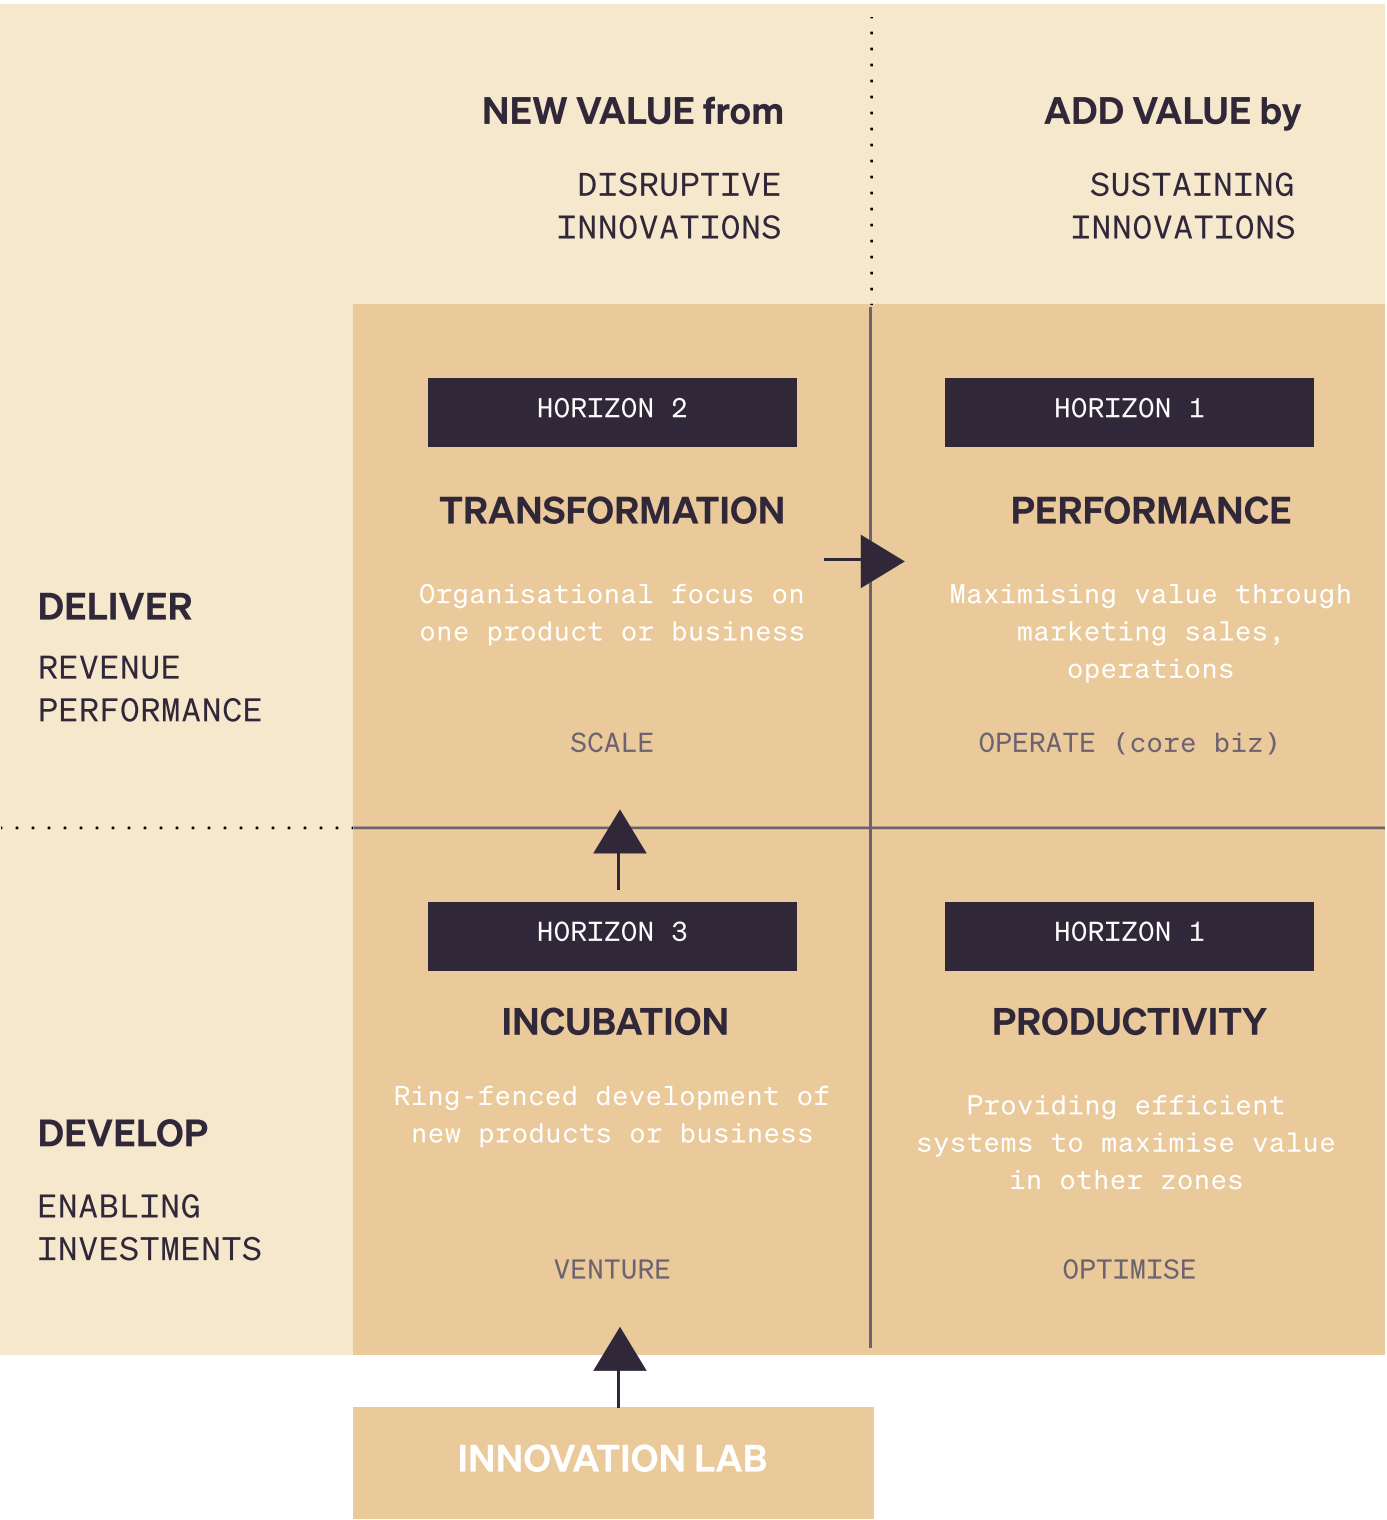 NEW VALUE from
DISRUPTIVE
INNOVATIONS
ADD VALUE by
SUSTAINING
INNOVATIONS
DELIVER
REVENUE
PERFORMANCE
HORIZON 2
TRANSFORMATION
Organisational focus on
one product or business
SCALE
HORIZON 1
PERFORMANCE
Maximising value through
marketing sales,
operations
OPERATE (core biz)
DEVELOP
ENABLING
INVESTMENTS
HORIZON 3
INCUBATION
Ring-fenced development of
new products or business
VENTURE
HORIZON 1
PRODUCTIVITY
Providing efficient
systems to maximise value
in other zones
OPTIMISE
INNOVATION LAB